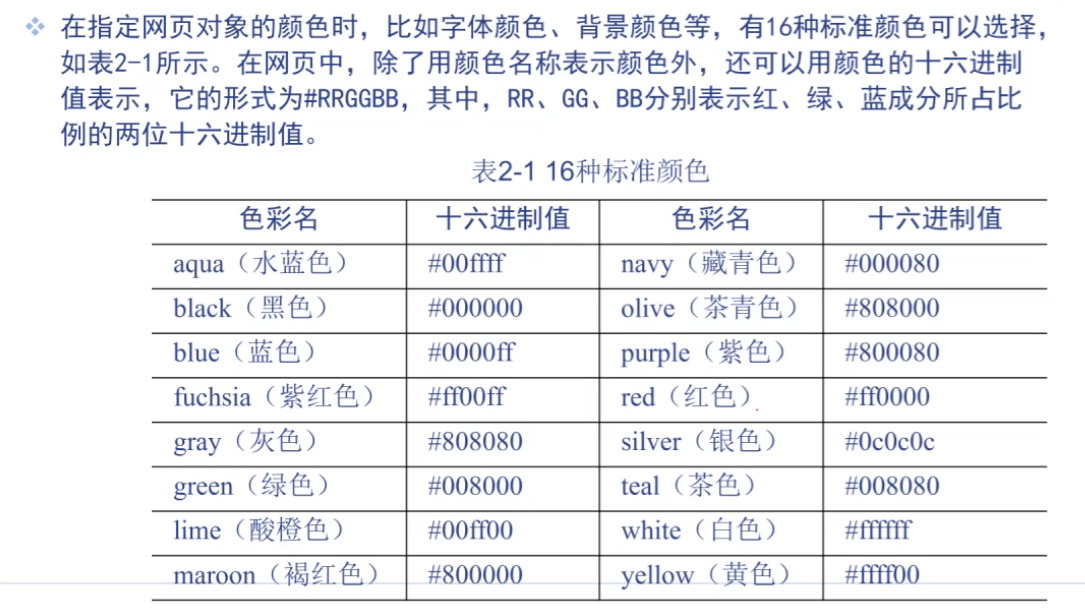 在指定网页对象的颜色时，比如字体颜色、背景颜色等，有16种标准颜色可以选择，
如表2-1所示。在网页中，除了用颜色名称表示颜色外，还可以用颜色的十六进制
值表示，它的形式为#RRGGBB，其中，RR、GG、BB分别表示红、绿、蓝成分所占比
例的两位十六进制值。
表2-1 16种标准颜色
色彩名 十六进制值 色彩名 十六进制值
aqua（水蓝色） #00ffff navy（藏青色） #000080
black（黑色） #000000 olive（茶青色） #808000
blue（蓝色） #0000ff purple（紫色） #800080
fuchsia（紫红色） #ff00ff red（红色） #ff0000
gray（灰色） #808080 silver（银色） #0c0c0c
green（绿色） #008000 teal（茶色） #008080
lime（酸橙色） #00ff00 white（白色） #ffffff
maroon（褐红色） #800000 yellow（黄色） #ffff00